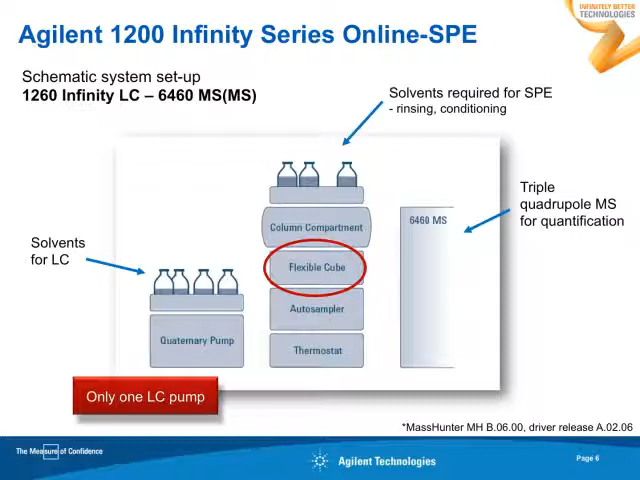 INFINITELY BETTER
TECHNOLOGIES
Agilent 1200 Infinity Series Online-SPE
Schematic system set-up
1260 Infinity LC – 6460 MS(MS)
Solvents required for SPE
- rinsing, conditioning
Triple
quadrupole MS
for quantification
6460 MS
Column Compartment
Solvents
for LC
Flexible Cube
Autosampler
Quaternary Pump
Thermostat
Only one LC pump
*MassHunter MH B.06.00, driver release A.02.06
The Measure of Confidence
Agilent Technologies
Page 6